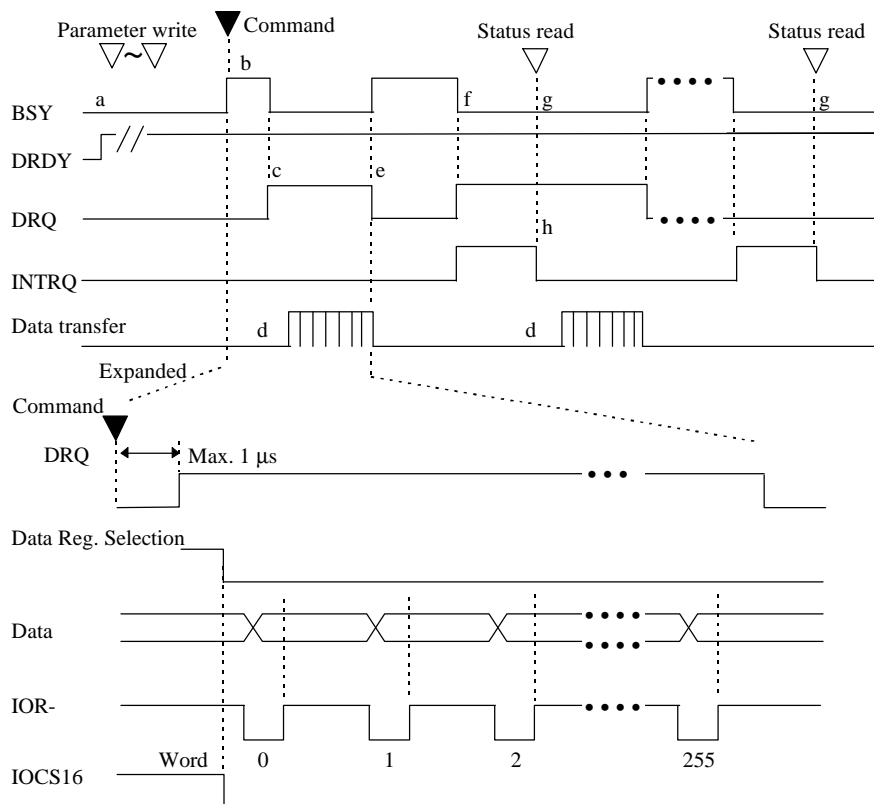 Parameter write
Command
Status read
Status read
~
b
a
f
g
g
BSY
DRDY
c
e
DRQ
h
INTRQ
Data transfer
d
d
Expanded
Command
DRQ
Max. 1 μs
Data Reg. Selection
Data
IOR-
Word
0
1
2
255
IOCS16